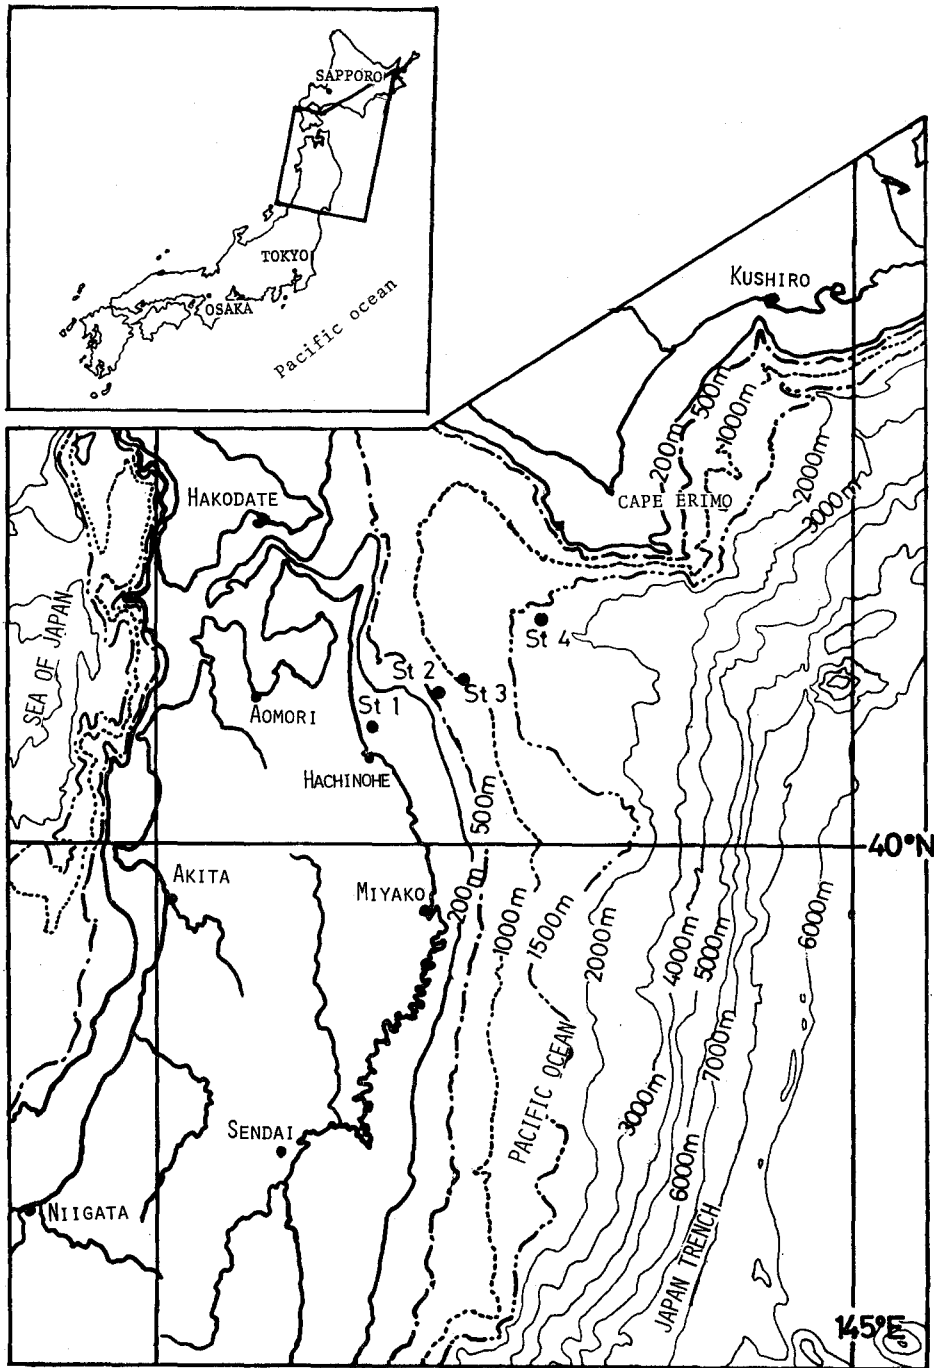 SAPPORO
TOKYO
OSAKA
Pacific ocean
KUSHIRO
200m
500m
1000m
2000m
3000m
CAPE ERIMO
HAKODATE
SEA OF JAPAN
St 4
St 2
St 3
St 1
AOMORI
HACHINOHE
500m
40°N
AKITA
MIYAKO
200m
1000m
1500m
2000m
4000m
5000m
6000m
7000m
PACIFIC OCEAN
3000m
SENDAI
6000m
NIIGATA
JAPAN TRENCH
145°E